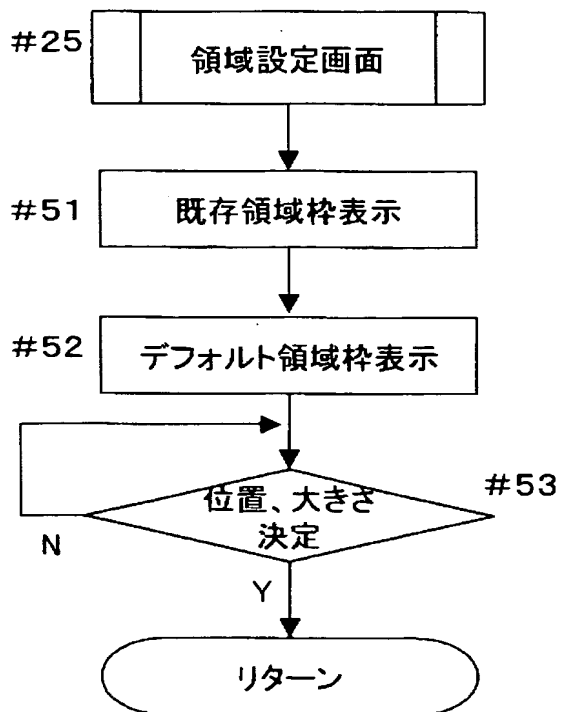 #25
領域設定画面
#51
既存領域枠表示
#52
デフォルト領域枠表示
#53
位置、大きさ
決定
N
Y
リターン